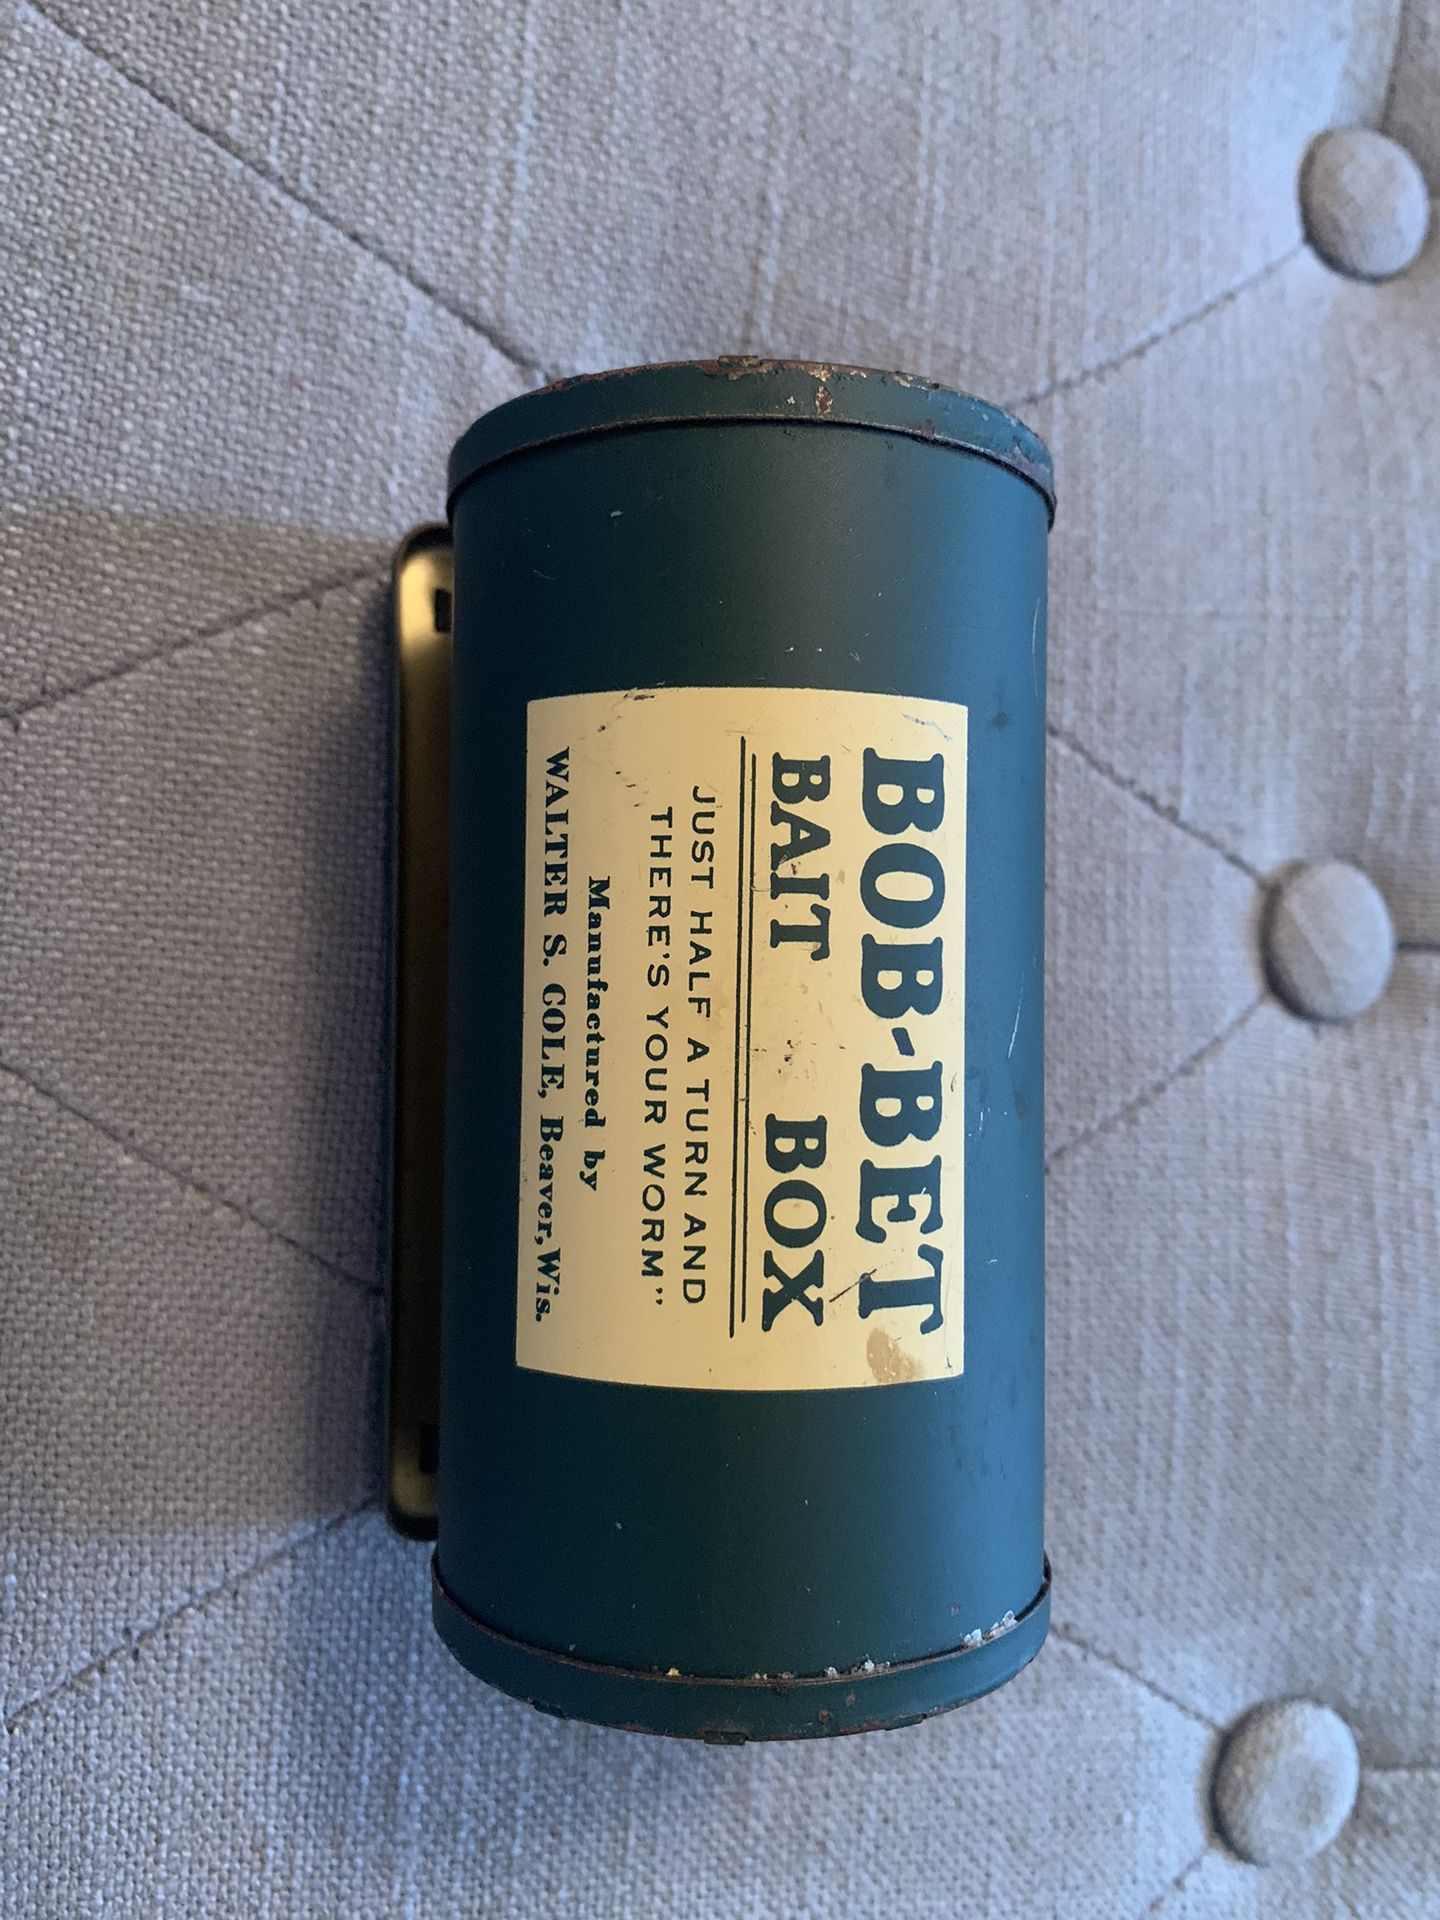 BOB-BET
BAIT BOX
JUST HALF A TURN AND
THERE'S YOUR WORM"
Manufactured by
WALTER S. COLE, Beaver, Wis.